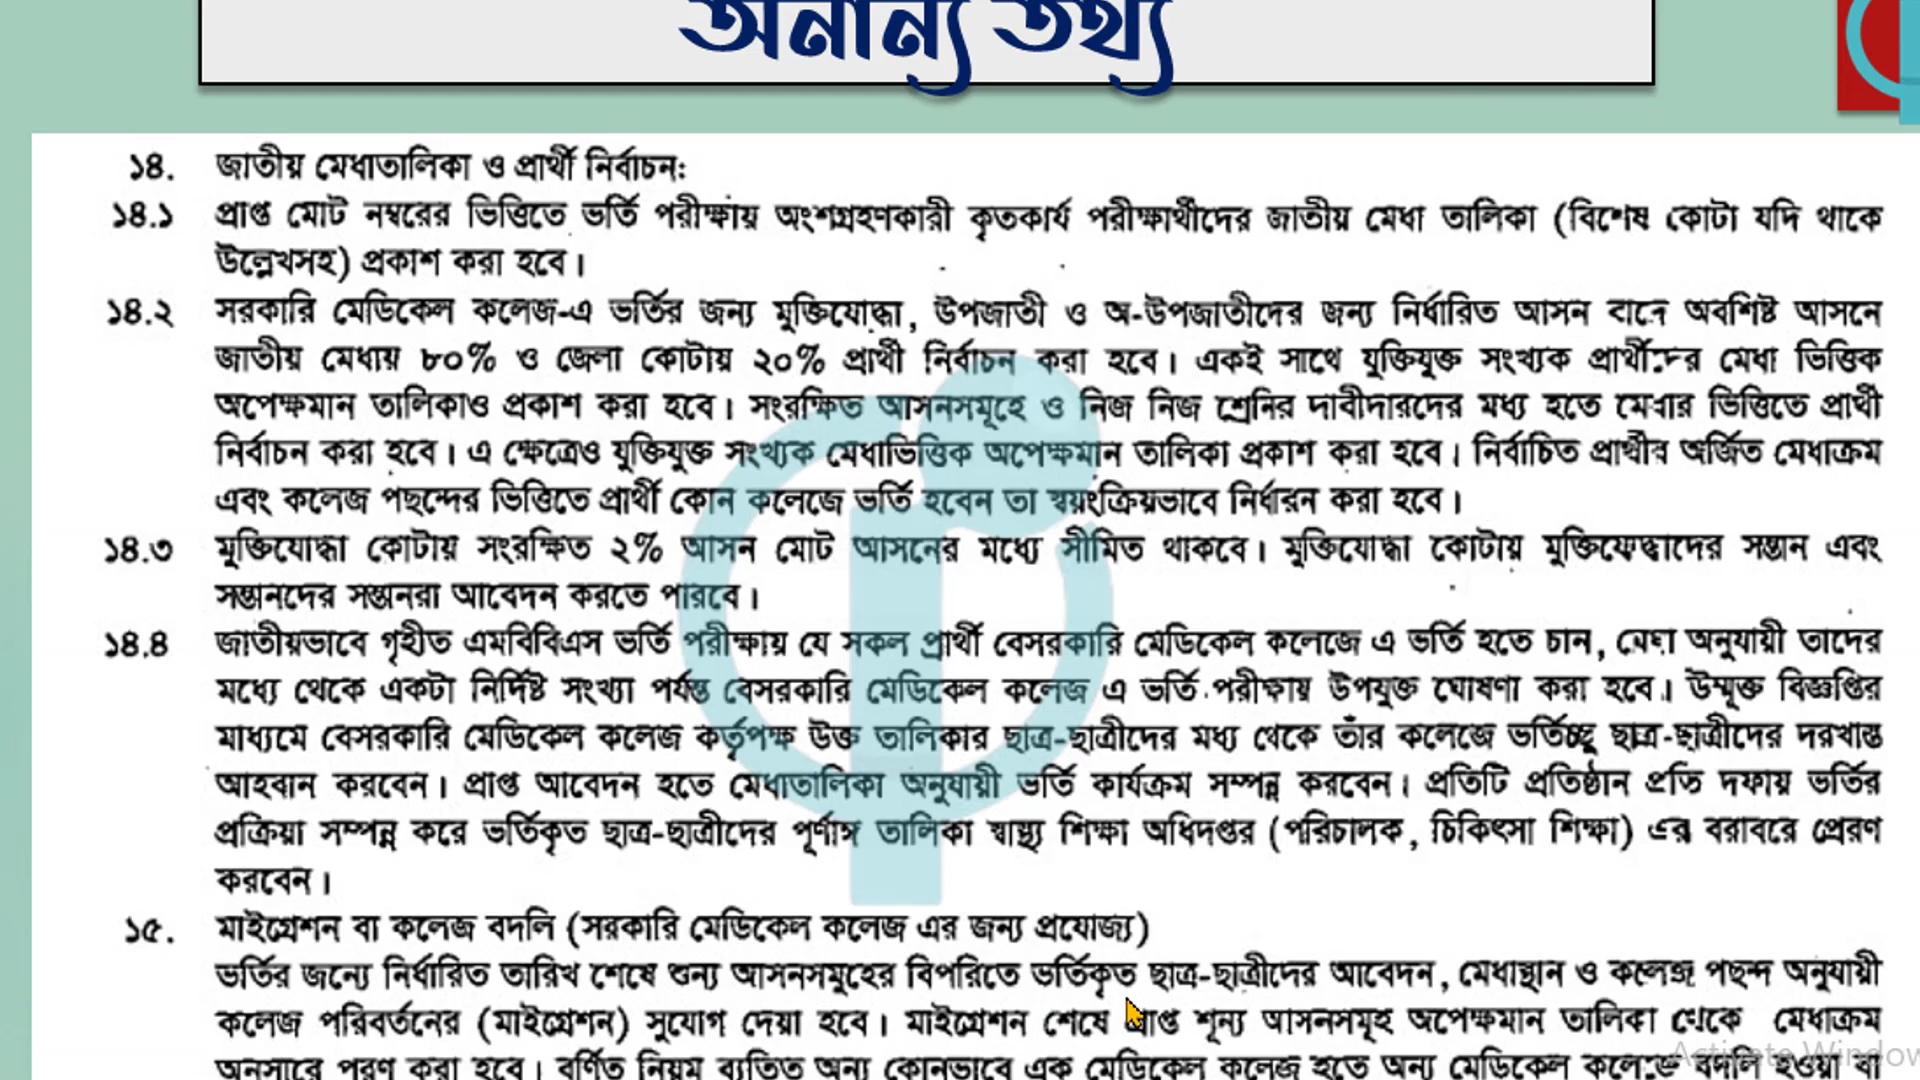 অনান্য তথ্য
১৪. জাতীয় মেধাতালিকা ও প্রার্থী নির্বাচন:
১৪.১ প্রাপ্ত মোট নম্বরের ভিত্তিতে ভর্তি পরীক্ষায় অংশগ্রহণকারী কৃতকার্য পরীক্ষার্থীদের জাতীয় মেধা তালিকা (বিশেষ কোটা যদি থাকে
উল্লেখসহ) প্রকাশ করা হবে।
১৪.২ সরকারি মেডিকেল কলেজ-এ ভর্তির জন্য মুক্তিযোদ্ধা, উপজাতী ও অ-উপজাতীদের জন্য নির্ধারিত আসন বাদে অবশিষ্ট আসনে
জাতীয় মেধায় ৮০% ও জেলা কোটায় ২০% প্রার্থী নির্বাচন করা হবে। একই সাথে যুক্তিযুক্ত সংখ্যক প্রার্থীদের মেধা ভিত্তিক
অপেক্ষমান তালিকাও প্রকাশ করা হবে। সংরক্ষিত আসনসমূহে ও নিজ নিজ শ্রেনির দাবীদারদের মধ্য হতে মেধার ভিত্তিতে প্রার্থী
নির্বাচন করা হবে। এ ক্ষেত্রেও যুক্তিযুক্ত সংখ্যক মেধাভিত্তিক অপেক্ষমান তালিকা প্রকাশ করা হবে। নির্বাচিত প্রার্থীর অর্জিত মেধাক্রম
এবং কলেজ পছন্দের ভিত্তিতে প্রার্থী কোন কলেজে ভর্তি হবেন তা স্বয়ংক্রিয়ভাবে নির্ধারন করা হবে।
১৪.৩ মুক্তিযোদ্ধা কোটায় সংরক্ষিত ২% আসন মোট আসনের মধ্যে সীমিত থাকবে। মুক্তিযোদ্ধা কোটায় মুক্তিযোদ্ধাদের সন্তান এবং
সন্তানদের সন্তানরা আবেদন করতে পারবে।
১৪.৪ জাতীয়ভাবে গৃহীত এমবিবিএস ভর্তি পরীক্ষায় যে সকল প্রার্থী বেসরকারি মেডিকেল কলেজে এ ভর্তি হতে চান, মেধা অনুযায়ী তাদের
মধ্যে থেকে একটা নির্দিষ্ট সংখ্যা পর্যন্ত বেসরকারি মেডিকেল কলেজ এ ভর্তি পরীক্ষায় উপযুক্ত ঘোষণা করা হবে। উম্মুক্ত বিজ্ঞপ্তির
মাধ্যমে বেসরকারি মেডিকেল কলেজ কর্তৃপক্ষ উক্ত তালিকার ছাত্র-ছাত্রীদের মধ্য থেকে তাঁর কলেজে ভর্তিচ্ছু ছাত্র-ছাত্রীদের দরখাস্ত
আহবান করবেন। প্রাপ্ত আবেদন হতে মেধাতালিকা অনুযায়ী ভর্তি কার্যক্রম সম্পন্ন করবেন। প্রতিটি প্রতিষ্ঠান প্রতি দফায় ভর্তির
প্রক্রিয়া সম্পন্ন করে ভর্তিকৃত ছাত্র-ছাত্রীদের পূর্ণাঙ্গ তালিকা স্বাস্থ্য শিক্ষা অধিদপ্তর (পরিচালক, চিকিৎসা শিক্ষা) এর বরাবরে প্রেরণ
করবেন।
১৫. মাইগ্রেশন বা কলেজ বদলি (সরকারি মেডিকেল কলেজ এর জন্য প্রযোজ্য)
ভর্তির জন্যে নির্ধারিত তারিখ শেষে শুন্য আসনসমুহের বিপরিতে ভর্তিকৃত ছাত্র-ছাত্রীদের আবেদন, মেধাস্থান ও কলেজ পছন্দ অনুযায়ী
কলেজ পরিবর্তনের (মাইগ্রেশন) সুযোগ দেয়া হবে। মাইগ্রেশন শেষে প্রাপ্ত শূন্য আসনসমূহ অপেক্ষমান তালিকা থেকে মেধাক্রম
অনুসারে পূরণ করা হবে। বর্ণিত নিয়ম ব্যতিত অন্য কোনভাবে এক মেডিকেল কলেজ হতে অন্য মেডিকেল কলেজে বদলি হওয়া বা
Activate Window